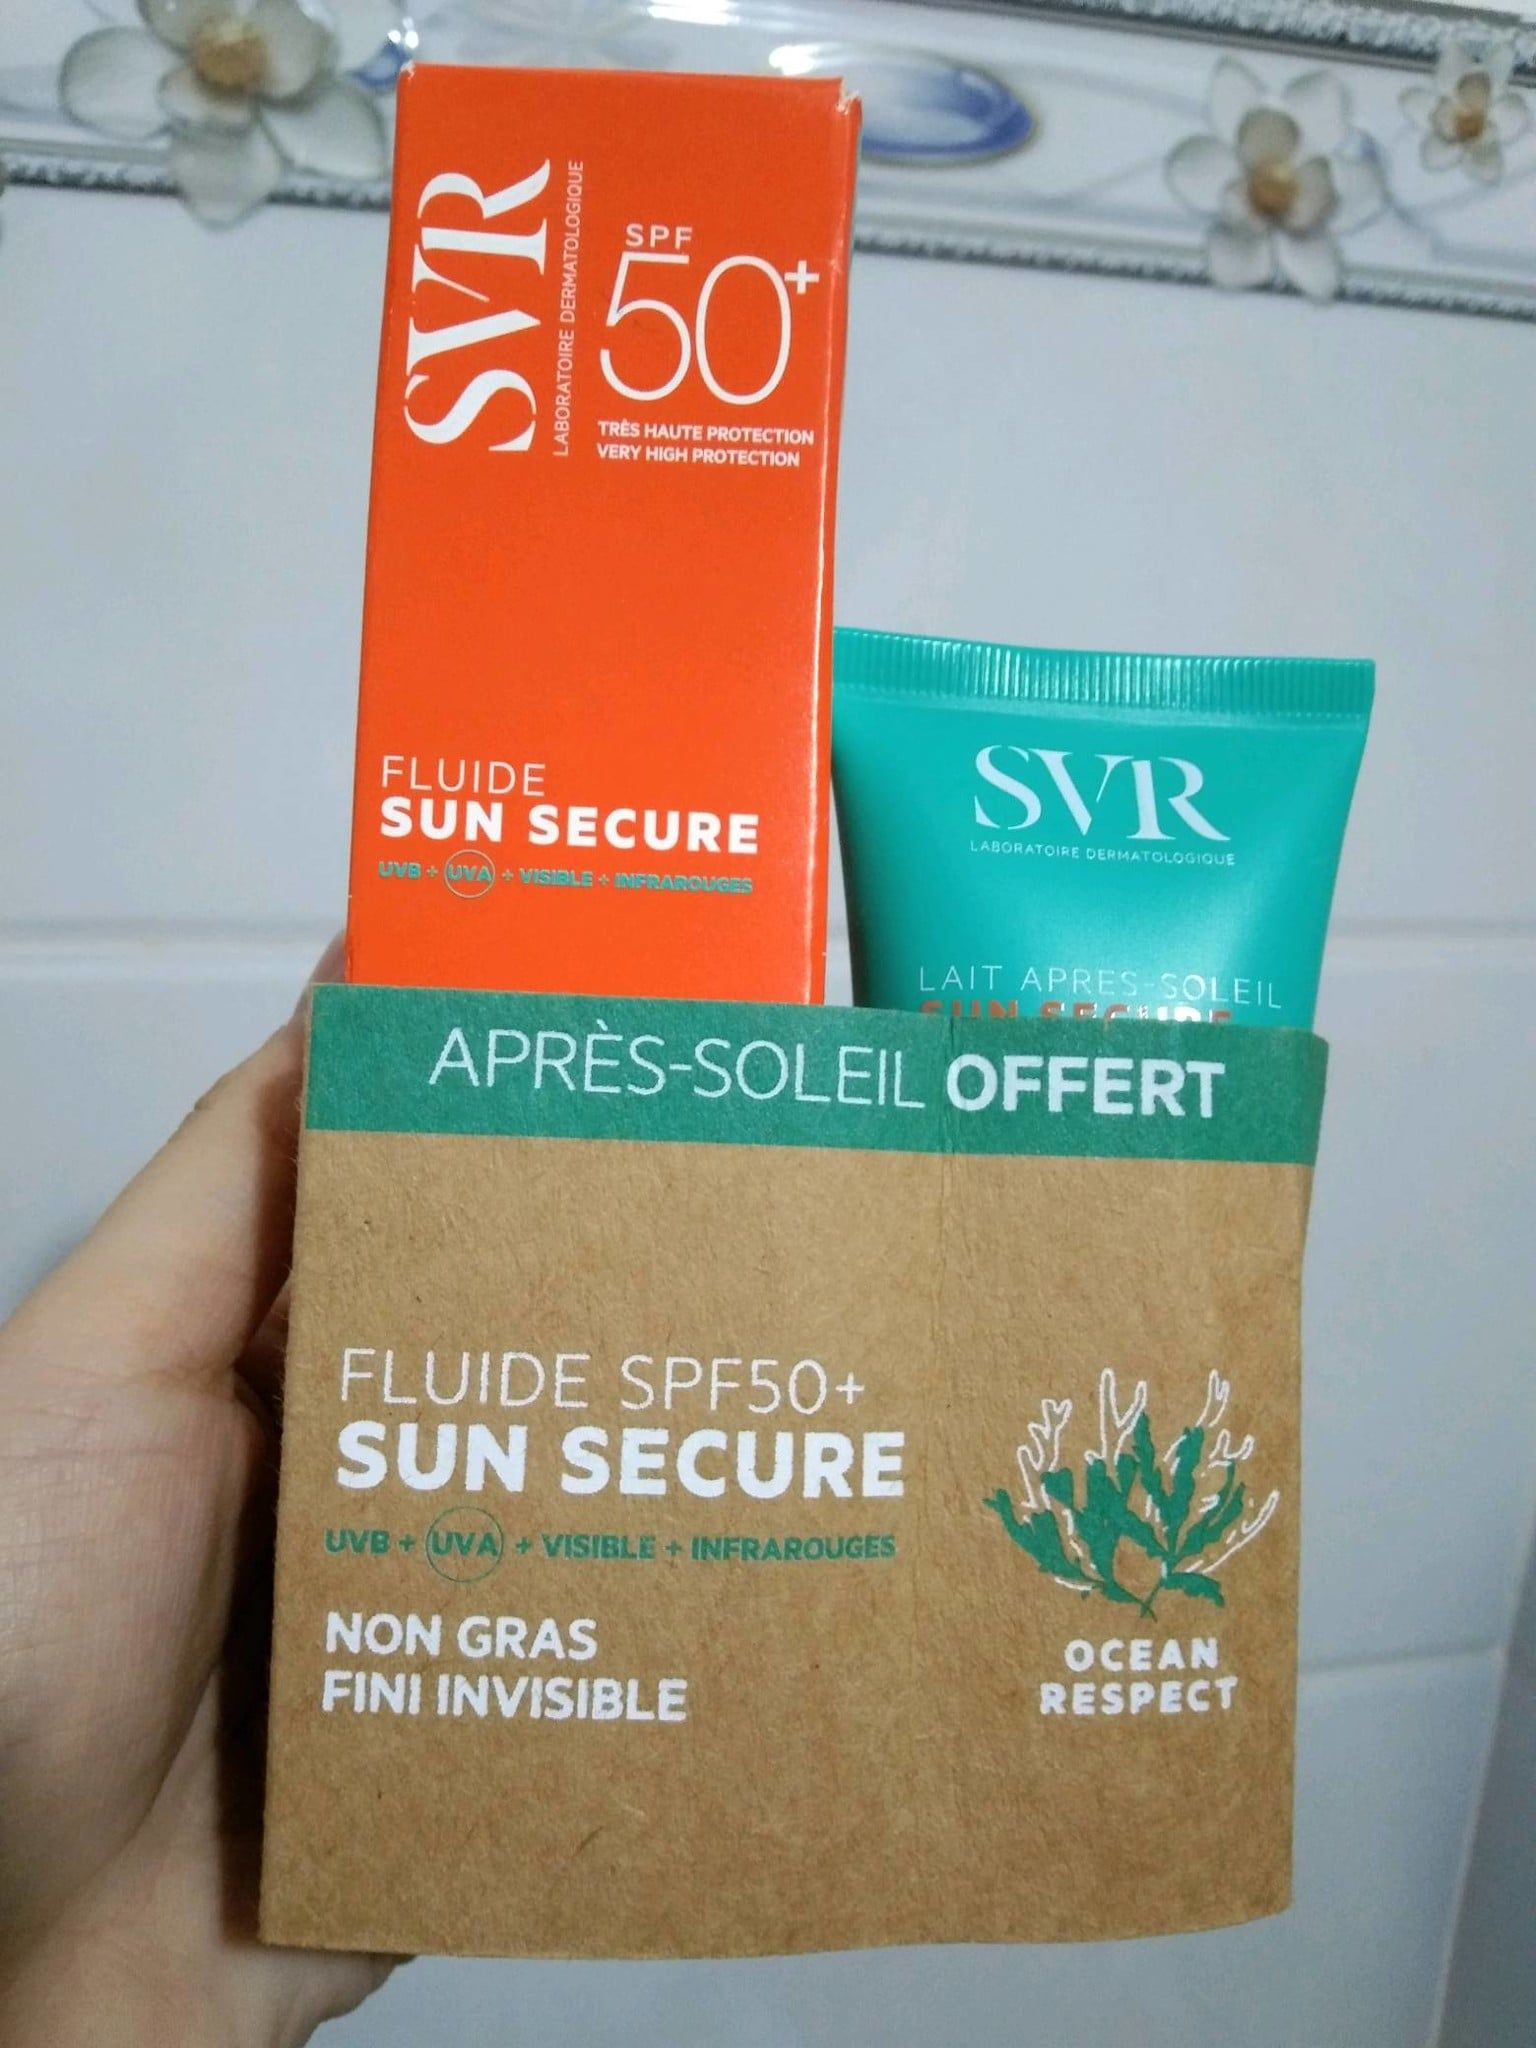 SVR
LABORATOIRE DERMATOLOGIQUE
SPF
50+
TRÈS HAUTE PROTECTION
VERY HIGH PROTECTION
FLUIDE
SUN SECURE
UVB + UVA + VISIBLE + INFRAROUGES
SVR
LABORATOIRE DERMATOLOGIQUE
LAIT APRES-SOLEIL
SUN SECURE
APRÈS-SOLEIL OFFERT
FLUIDE SPF50+
SUN SECURE
UVB + UVA + VISIBLE + INFRAROUGES
NON GRAS
FINI INVISIBLE
OCEAN
RESPECT